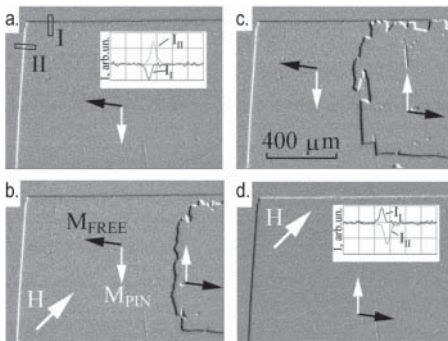 a.
I
II
I, arb.un.
I_II
I_I
b.
M_FREE
M_PIN
H
c.
400 μm
d.
H
I, arb.un.
I_I
I_II